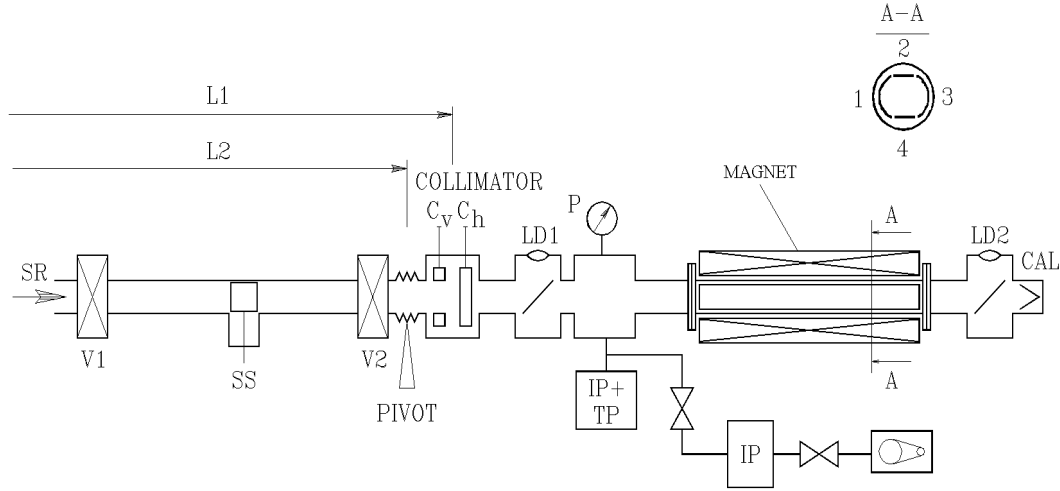 A-A
2
1
3
4
L1
L2
MAGNET
COLLIMATOR
Cv Ch
P
LD1
A
LD2
SR
CAL
V1
SS
V2
PIVOT
IP+
TP
A
IP